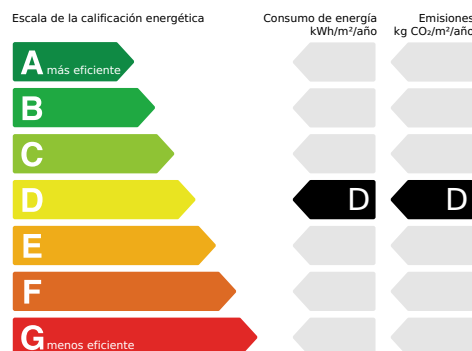 Escala de la calificación energética
Consumo de energía
kWh/m²/año
Emisiones
kg CO₂/m²/año
A más eficiente
B
C
D D D
E
F
G menos eficiente